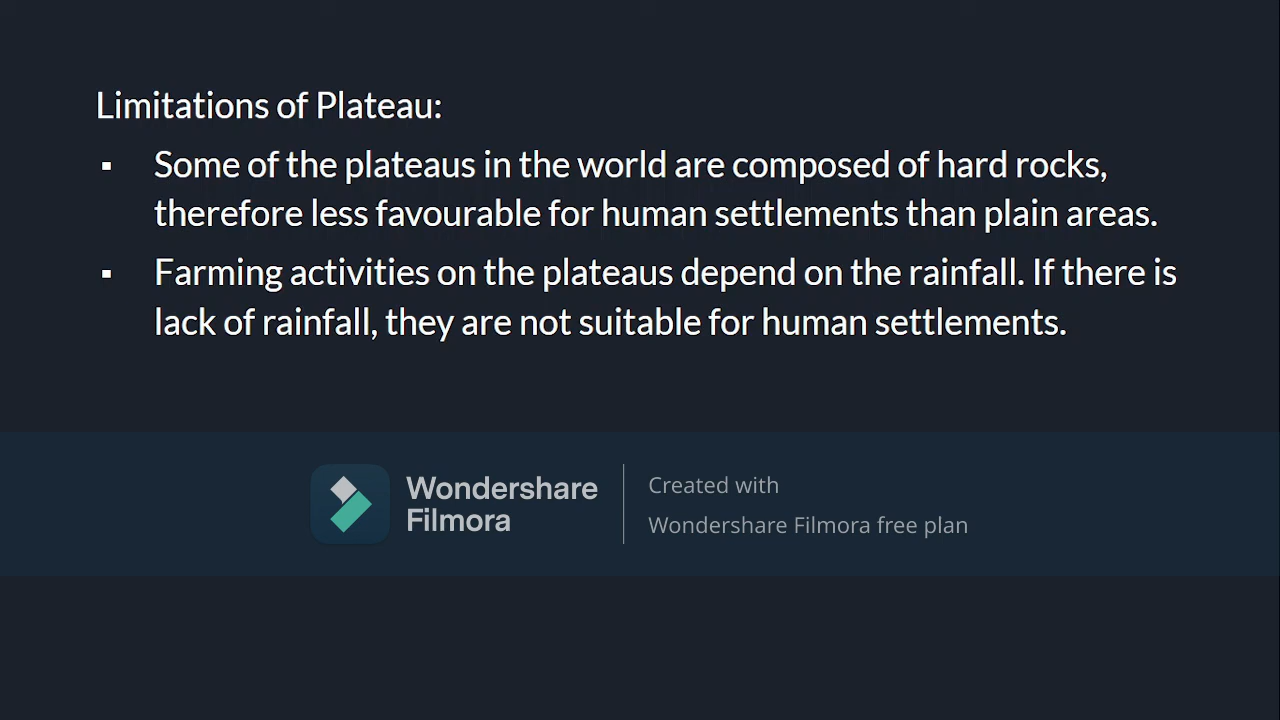 Limitations of Plateau:
▪ Some of the plateaus in the world are composed of hard rocks,
therefore less favourable for human settlements than plain areas.
▪ Farming activities on the plateaus depend on the rainfall. If there is
lack of rainfall, they are not suitable for human settlements.
Wondershare
Filmora
Created with
Wondershare Filmora free plan